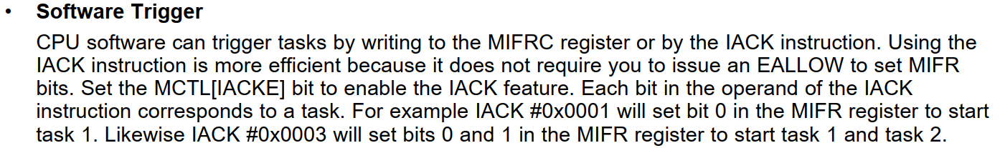 • Software Trigger
CPU software can trigger tasks by writing to the MIFRC register or by the IACK instruction. Using the
IACK instruction is more efficient because it does not require you to issue an EALLOW to set MIFR
bits. Set the MCTL[IACKE] bit to enable the IACK feature. Each bit in the operand of the IACK
instruction corresponds to a task. For example IACK #0x0001 will set bit 0 in the MIFR register to start
task 1. Likewise IACK #0x0003 will set bits 0 and 1 in the MIFR register to start task 1 and task 2.